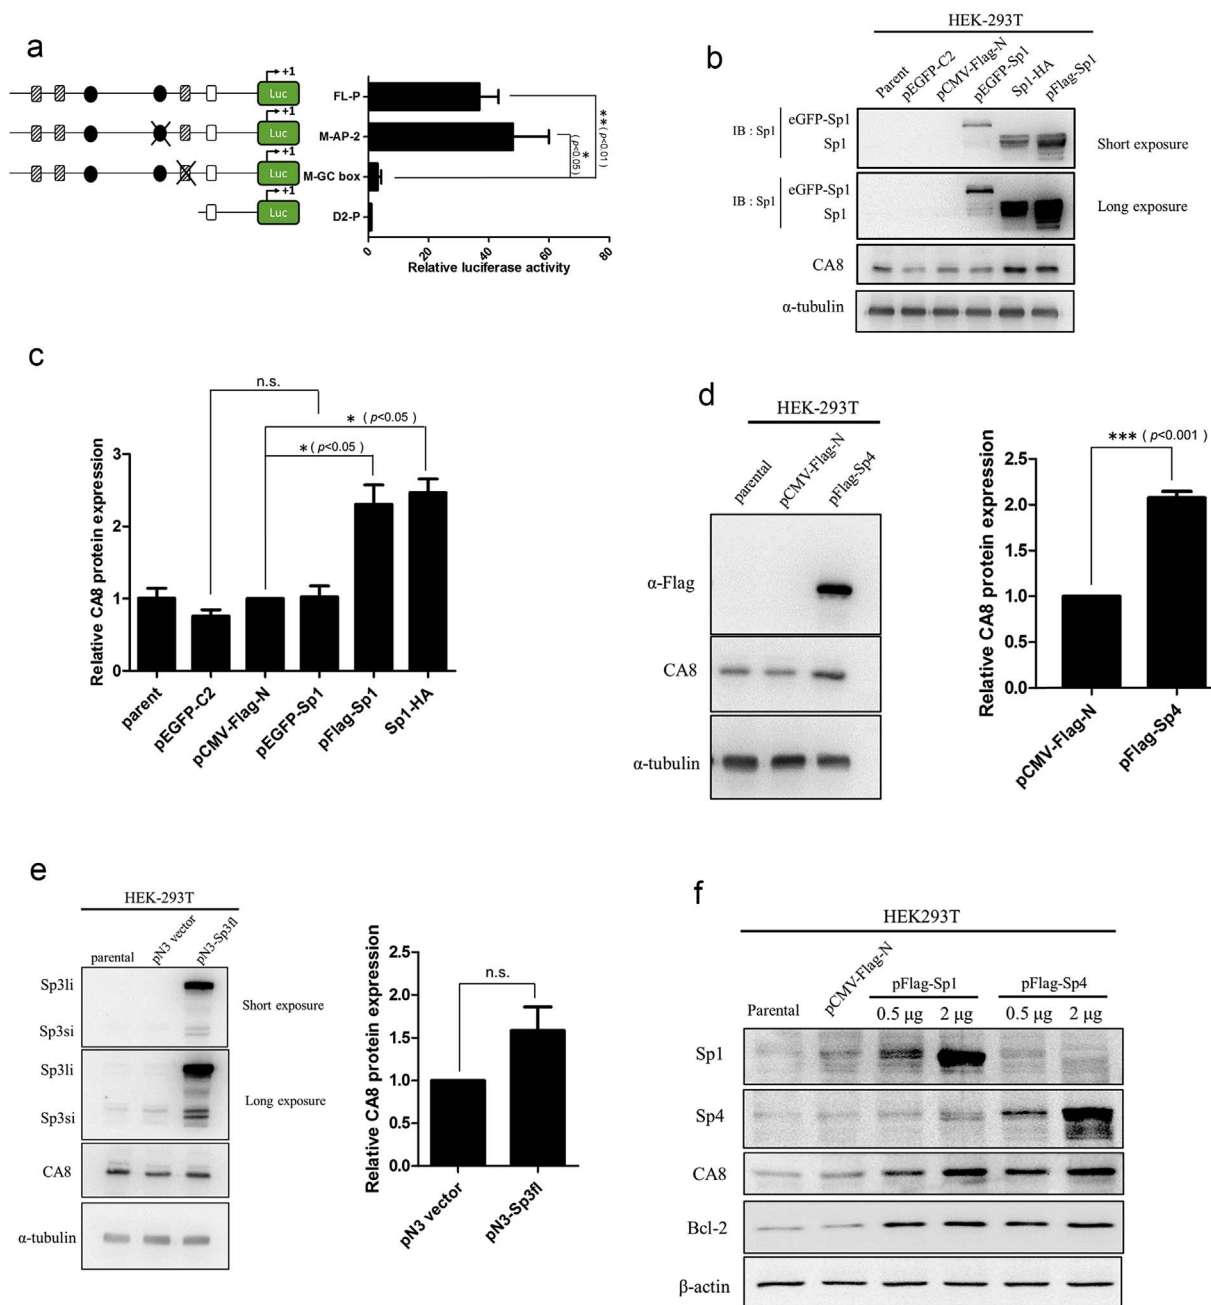 a
+1
Luc
FL-P
+1
Luc
M-AP-2
+1
Luc
M-GC box
+1
Luc
D2-P
** (p<0.01)
* (p<0.05)
0 20 40 60 80
Relative luciferase activity
b
HEK-293T
Parent pEGFP-C2 pCMV-Flag-N pEGFP-Sp1 Sp1-HA pFlag-Sp1
IB : Sp1
eGFP-Sp1
Sp1
Short exposure
IB : Sp1
eGFP-Sp1
Sp1
Long exposure
CA8
α-tubulin
c
n.s.
* ( p<0.05 )
* ( p<0.05 )
Relative CA8 protein expression
3
2
1
0
parent pEGFP-C2 pCMV-Flag-N pEGFP-Sp1 pFlag-Sp1 Sp1-HA
d
HEK-293T
parental pCMV-Flag-N pFlag-Sp4
α-Flag
CA8
α-tubulin
*** ( p<0.001 )
Relative CA8 protein expression
2.5
2.0
1.5
1.0
0.5
0.0
pCMV-Flag-N pFlag-Sp4
e
HEK-293T
parental pN3 vector pN3-Sp3fl
Sp3li
Sp3si
Short exposure
Sp3li
Sp3si
Long exposure
CA8
α-tubulin
n.s.
Relative CA8 protein expression
2.5
2.0
1.5
1.0
0.5
0.0
pN3 vector pN3-Sp3fl
f
HEK293T
Parental pCMV-Flag-N pFlag-Sp1 pFlag-Sp4
0.5 μg 2 μg 0.5 μg 2 μg
Sp1
Sp4
CA8
Bcl-2
β-actin